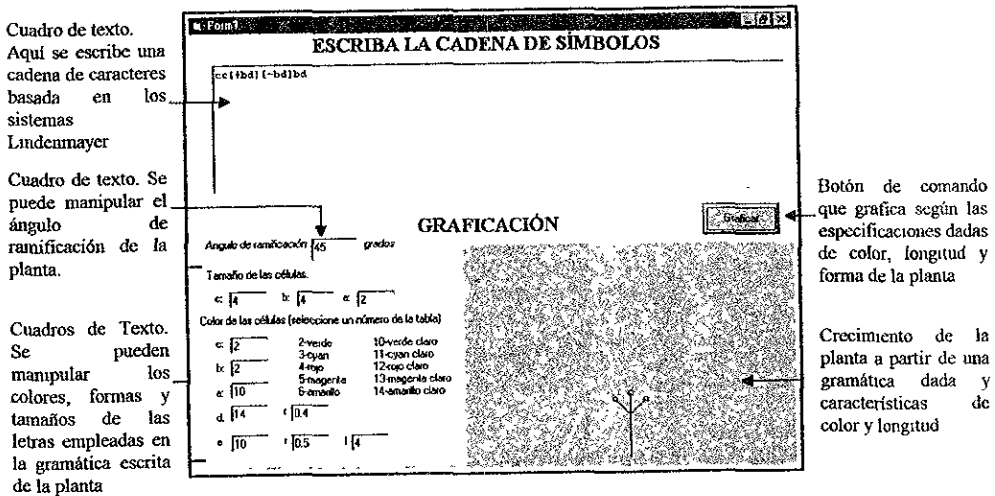 Cuadro de texto.
Aquí se escribe una
cadena de caracteres
basada en los
sistemas
Lindenmayer
Cuadro de texto. Se
puede manipular el
ángulo de
ramificación de la
planta.
Cuadros de Texto.
Se pueden
manipular los
colores, formas y
tamaños de las
letras empleadas en
la gramática escrita
de la planta
Form1
ESCRIBA LA CADENA DE SÍMBOLOS
cc[+bd][-bd]bd
GRAFICACIÓN
Graficar
Angulo de ramificación 45 grados
Tamaño de las células.
c: 4 b: 4 a: 2
Color de las células (seleccione un número de la tabla)
c: 2 2-verde 10-verde claro
3-cyan 11-cyan claro
b: 2 4-rojo 12-rojo claro
5-magenta 13-magenta claro
a: 10 6-amarillo 14-amarillo claro
d. 14 r 0.4
e 10 r 0.5 l 4
Botón de comando
que grafica según las
especificaciones dadas
de color, longitud y
forma de la planta
Crecimiento de la
planta a partir de una
gramática dada y
características de
color y longitud